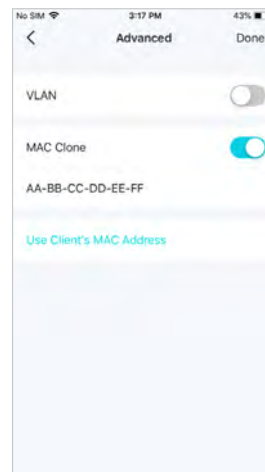 No SIM 3:17 PM 43%
Advanced Done
VLAN
MAC Clone
AA-BB-CC-DD-EE-FF
Use Client's MAC Address